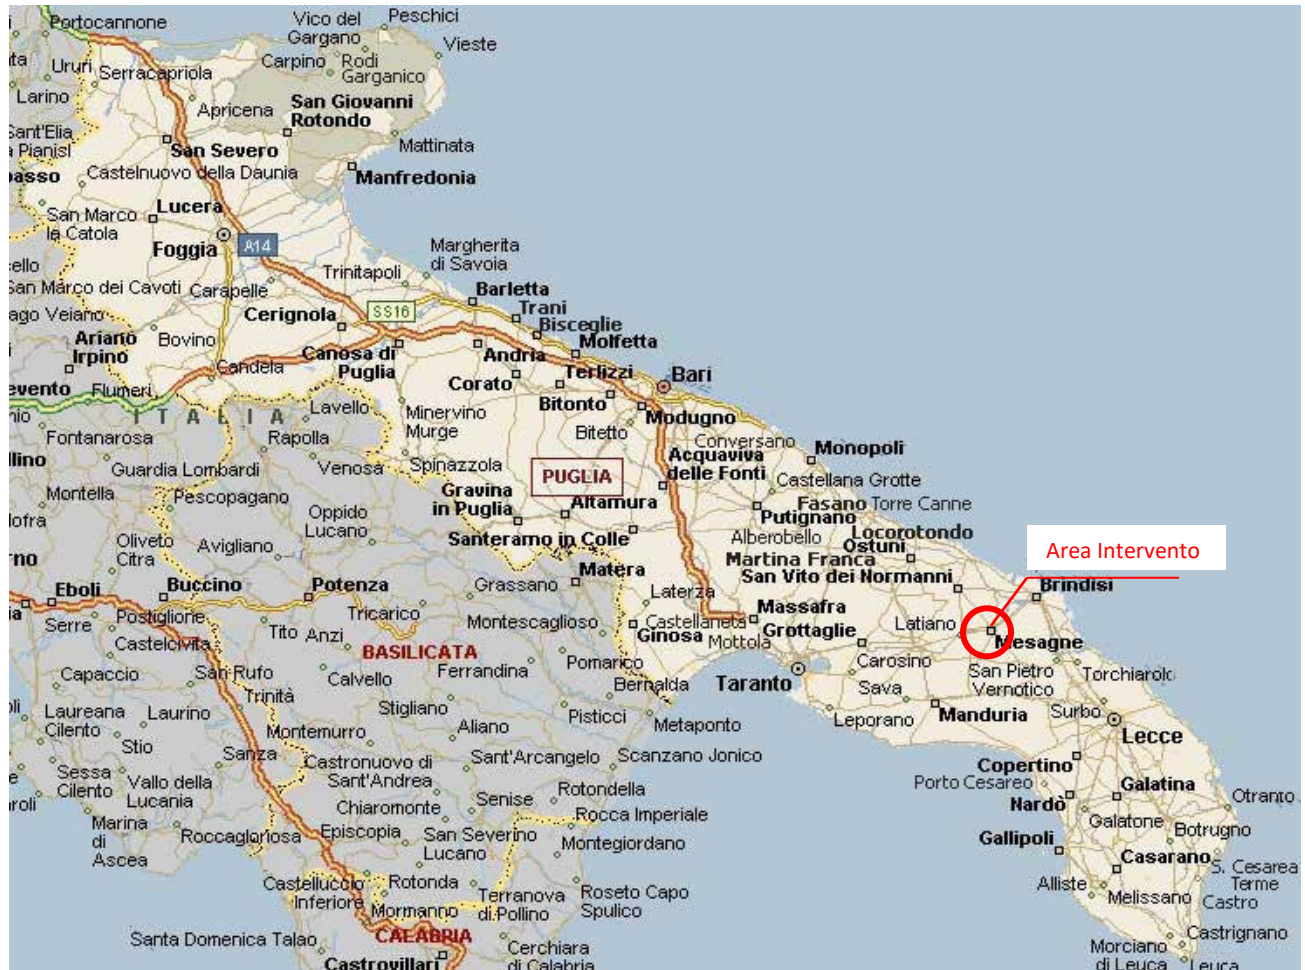 Portocannone
Vico del
Gargano
Peschici
Vieste
Ururi
Serracapriola
Carpino
Rodi
Garganico
Larino
Apricena
San Giovanni
Rotondo
Sant'Elia
a Pianisi
San Severo
Mattinata
Castelnuovo della Daunia
Manfredonia
San Marco
la Catola
Lucera
Foggia
A14
Margherita
di Savoia
Trinitapoli
San Marco dei Cavoti
Carapelle
Barletta
Cerignola
SS16
Trani
Bisceglie
Molfetta
Ariano
Irpino
Bovino
Canosa di
Puglia
Andria
Candela
Corato
Terlizzi
Bari
Flumeri
ITALIA
Lavello
Minervino
Murge
Bitonto
Modugno
Fontanarosa
Rapolla
Bitetto
Conversano
Monopoli
Guardia Lombardi
Venosa
Spinazzola
PUGLIA
Acquaviva
delle Fonti
Castellana Grotte
Montella
Pescopagano
Gravina
in Puglia
Altamura
Fasano
Torre Canne
Putignano
Oppido
Lucano
Oliveto
Citra
Avigliano
Santeramo in Colle
Alberobello
Locorotondo
Ostuni
Area Intervento
Martina Franca
San Vito dei Normanni
Brindisi
Eboli
Buccino
Potenza
Grassano
Matera
Laterza
Massafra
Serre
Postiglione
Tricarico
Montescaglioso
Castellaneta
Ginosa
Mottola
Grottaglie
Latiano
Mesagne
Castelcivita
Tito
Anzi
BASILICATA
Pomarico
Carosino
San Pietro
Vernotico
Torchiarolo
Capaccio
San Rufo
Calvello
Ferrandina
Bernalda
Taranto
Sava
Trinità
Laureana
Cilento
Laurino
Stigliano
Pisticci
Metaponto
Leporano
Manduria
Surbo
Lecce
Stio
Montemurro
Aliano
Sanza
Castronuovo di
Sant'Andrea
Sant'Arcangelo
Scanzano Jonico
Copertino
Sessa
Cilento
Vallo della
Lucania
Chiaromonte
Senise
Rotondella
Porto Cesareo
Nardò
Galatina
Otranto
Marina
di
Ascea
Roccagloriosa
Episcopia
San Severino
Lucano
Rocca Imperiale
Montegiordano
Galatone
Botrugno
Gallipoli
Casarano
S. Cesarea
Terme
Castelluccio
Inferiore
Rotonda
Terranova
di Pollino
Roseto Capo
Spulico
Alliste
Melissano
Castro
Mormanno
CALABRIA
Santa Domenica Talao
Castrovillari
Cerchiara
di Calabria
Castrignano
Morciano
di Leuca
Leuca